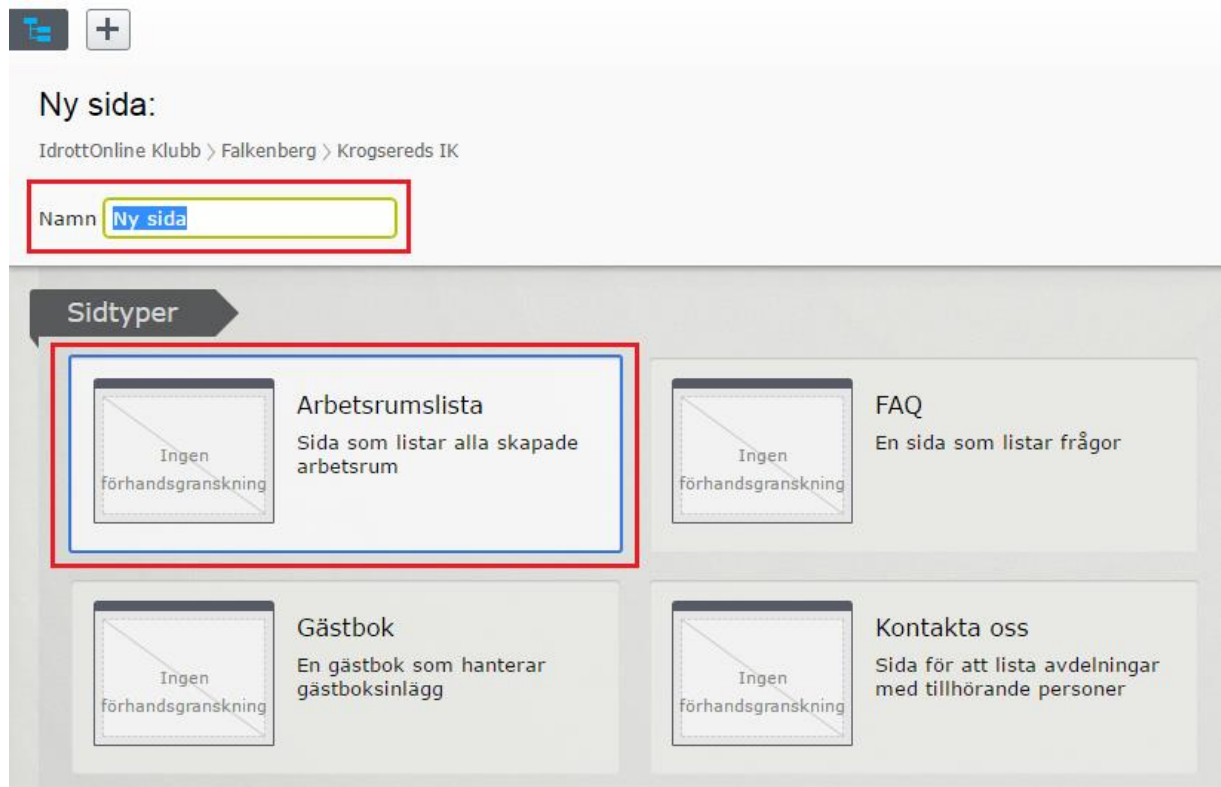 Ny sida:
IdrottOnline Klubb 〉 Falkenberg 〉 Krogsereds IK
Namn Ny sida
Sidtyper
Ingen
förhandsgranskning
Arbetsrumslista
Sida som listar alla skapade
arbetsrum
Ingen
förhandsgranskning
FAQ
En sida som listar frågor
Ingen
förhandsgranskning
Gästbok
En gästbok som hanterar
gästboksinlägg
Ingen
förhandsgranskning
Kontakta oss
Sida för att lista avdelningar
med tillhörande personer